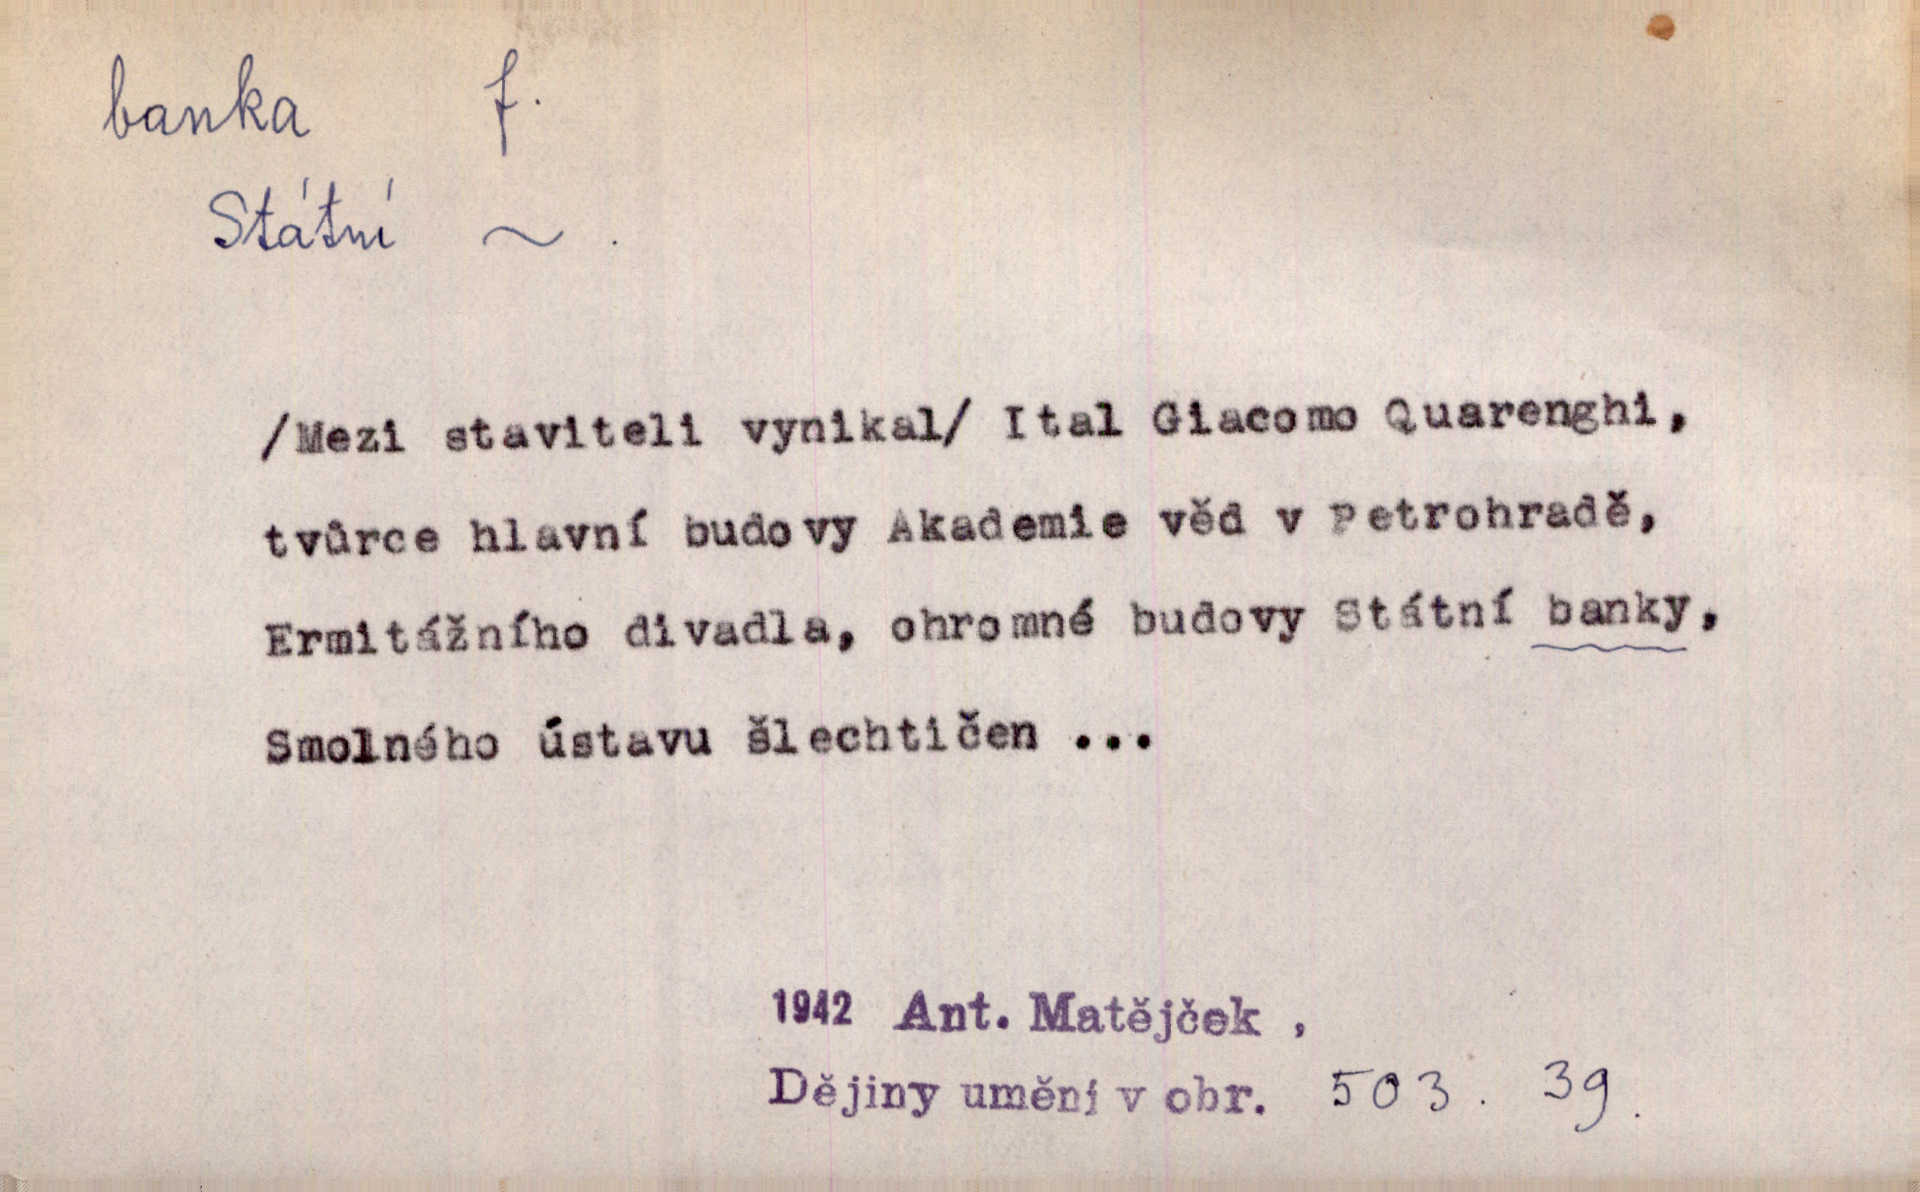 banka f.
Státní ~ .
/Mezi staviteli vynikal/ Ital Giacomo Quarenghi,
tvůrce hlavní budovy Akademie věd v Petrohradě,
Ermitážního divadla, ohromné budovy Státní banky,
Smolného ústavu šlechtičen ...
1942 Ant. Matějček ,
Dějiny umění v obr. 503. 39.